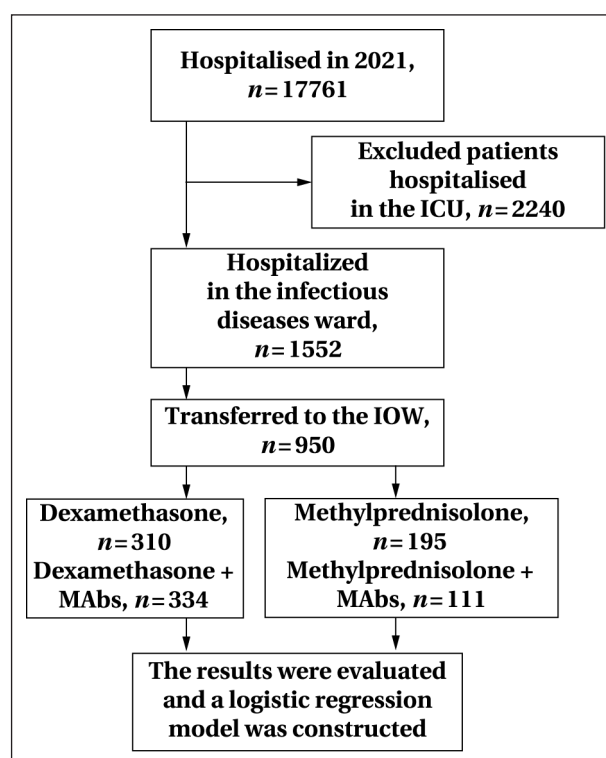 Hospitalised in 2021,
n=17761
Excluded patients
hospitalised
in the ICU, n=2240
Hospitalized
in the infectious
diseases ward,
n=1552
Transferred to the IOW,
n=950
Dexamethasone,
n=310
Dexamethasone +
MAbs, n=334
Methylprednisolone,
n=195
Methylprednisolone +
MAbs, n=111
The results were evaluated
and a logistic regression
model was constructed